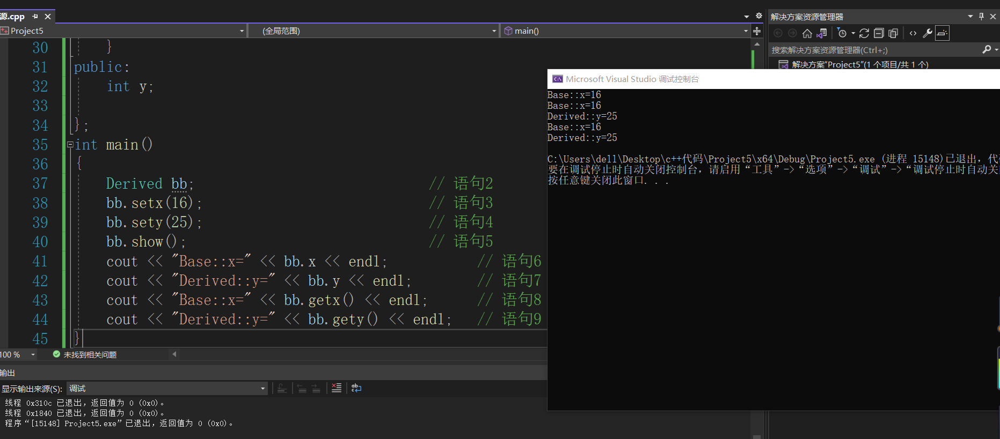 源.cpp
Project5
(全局范围)
main()
30 }
31 public:
32 int y;
33
34 };
35 int main()
36 {
37 Derived bb; // 语句2
38 bb.setx(16); // 语句3
39 bb.sety(25); // 语句4
40 bb.show(); // 语句5
41 cout << "Base::x=" << bb.x << endl; // 语句6
42 cout << "Derived::y=" << bb.y << endl; // 语句7
43 cout << "Base::x=" << bb.getx() << endl; // 语句8
44 cout << "Derived::y=" << bb.gety() << endl; // 语句9
45 }
100 %
未找到相关问题
输出
显示输出来源(S): 调试
线程 0x310c 已退出,返回值为 0 (0x0)。
线程 0x1840 已退出,返回值为 0 (0x0)。
程序“[15148] Project5.exe”已退出,返回值为 0 (0x0)。
解决方案资源管理器
搜索解决方案资源管理器(Ctrl+;)
解决方案"Project5"(1 个项目/共 1 个)
Microsoft Visual Studio 调试控制台
Base::x=16
Base::x=16
Derived::y=25
Base::x=16
Derived::y=25
C:\Users\dell\Desktop\c++代码\Project5\x64\Debug\Project5.exe (进程 15148)已退出,代
要在调试停止时自动关闭控制台,请启用“工具”->“选项”->“调试”->“调试停止时自动关
按任意键关闭此窗口. . .